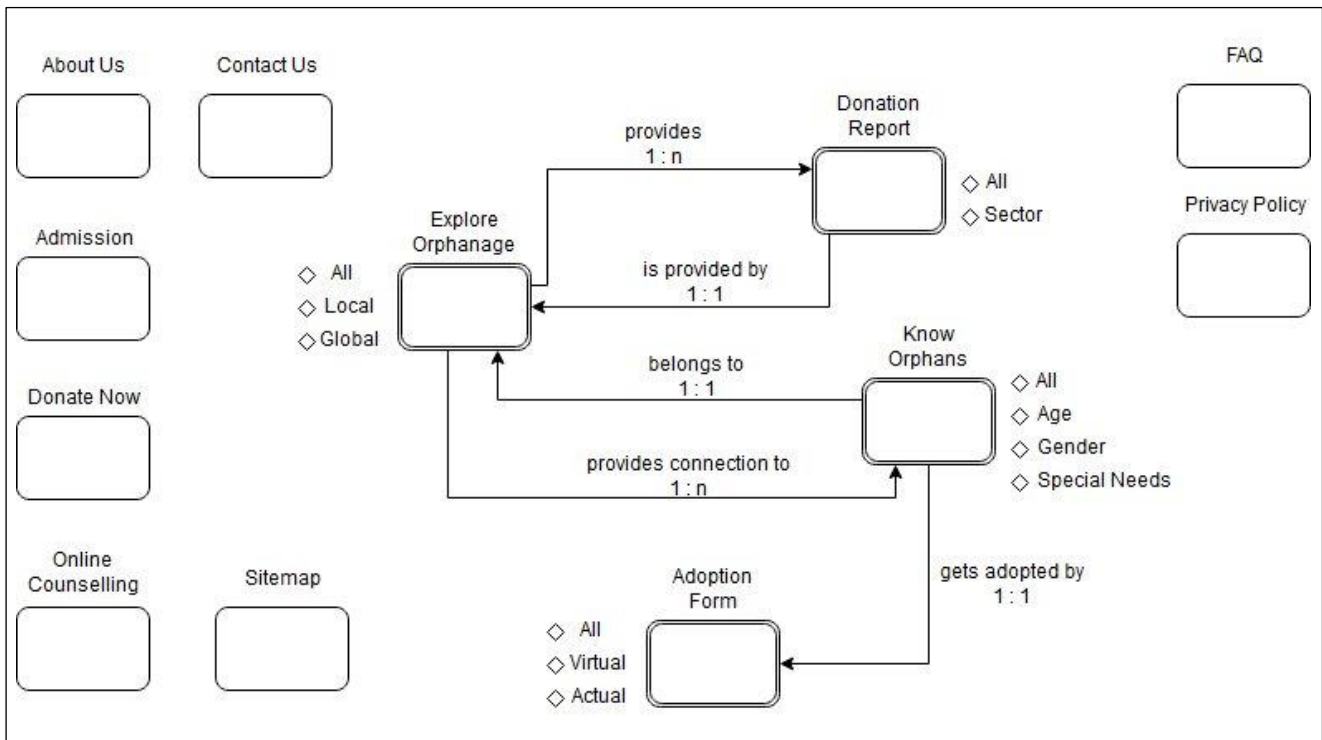 About Us
Contact Us
FAQ
Donation
Report
provides
1 : n
All
Sector
Privacy Policy
Admission
Explore
Orphanage
All
Local
Global
is provided by
1 : 1
Know
Orphans
belongs to
1 : 1
All
Age
Gender
Special Needs
Donate Now
provides connection to
1 : n
Online
Counselling
Sitemap
Adoption
Form
gets adopted by
1 : 1
All
Virtual
Actual